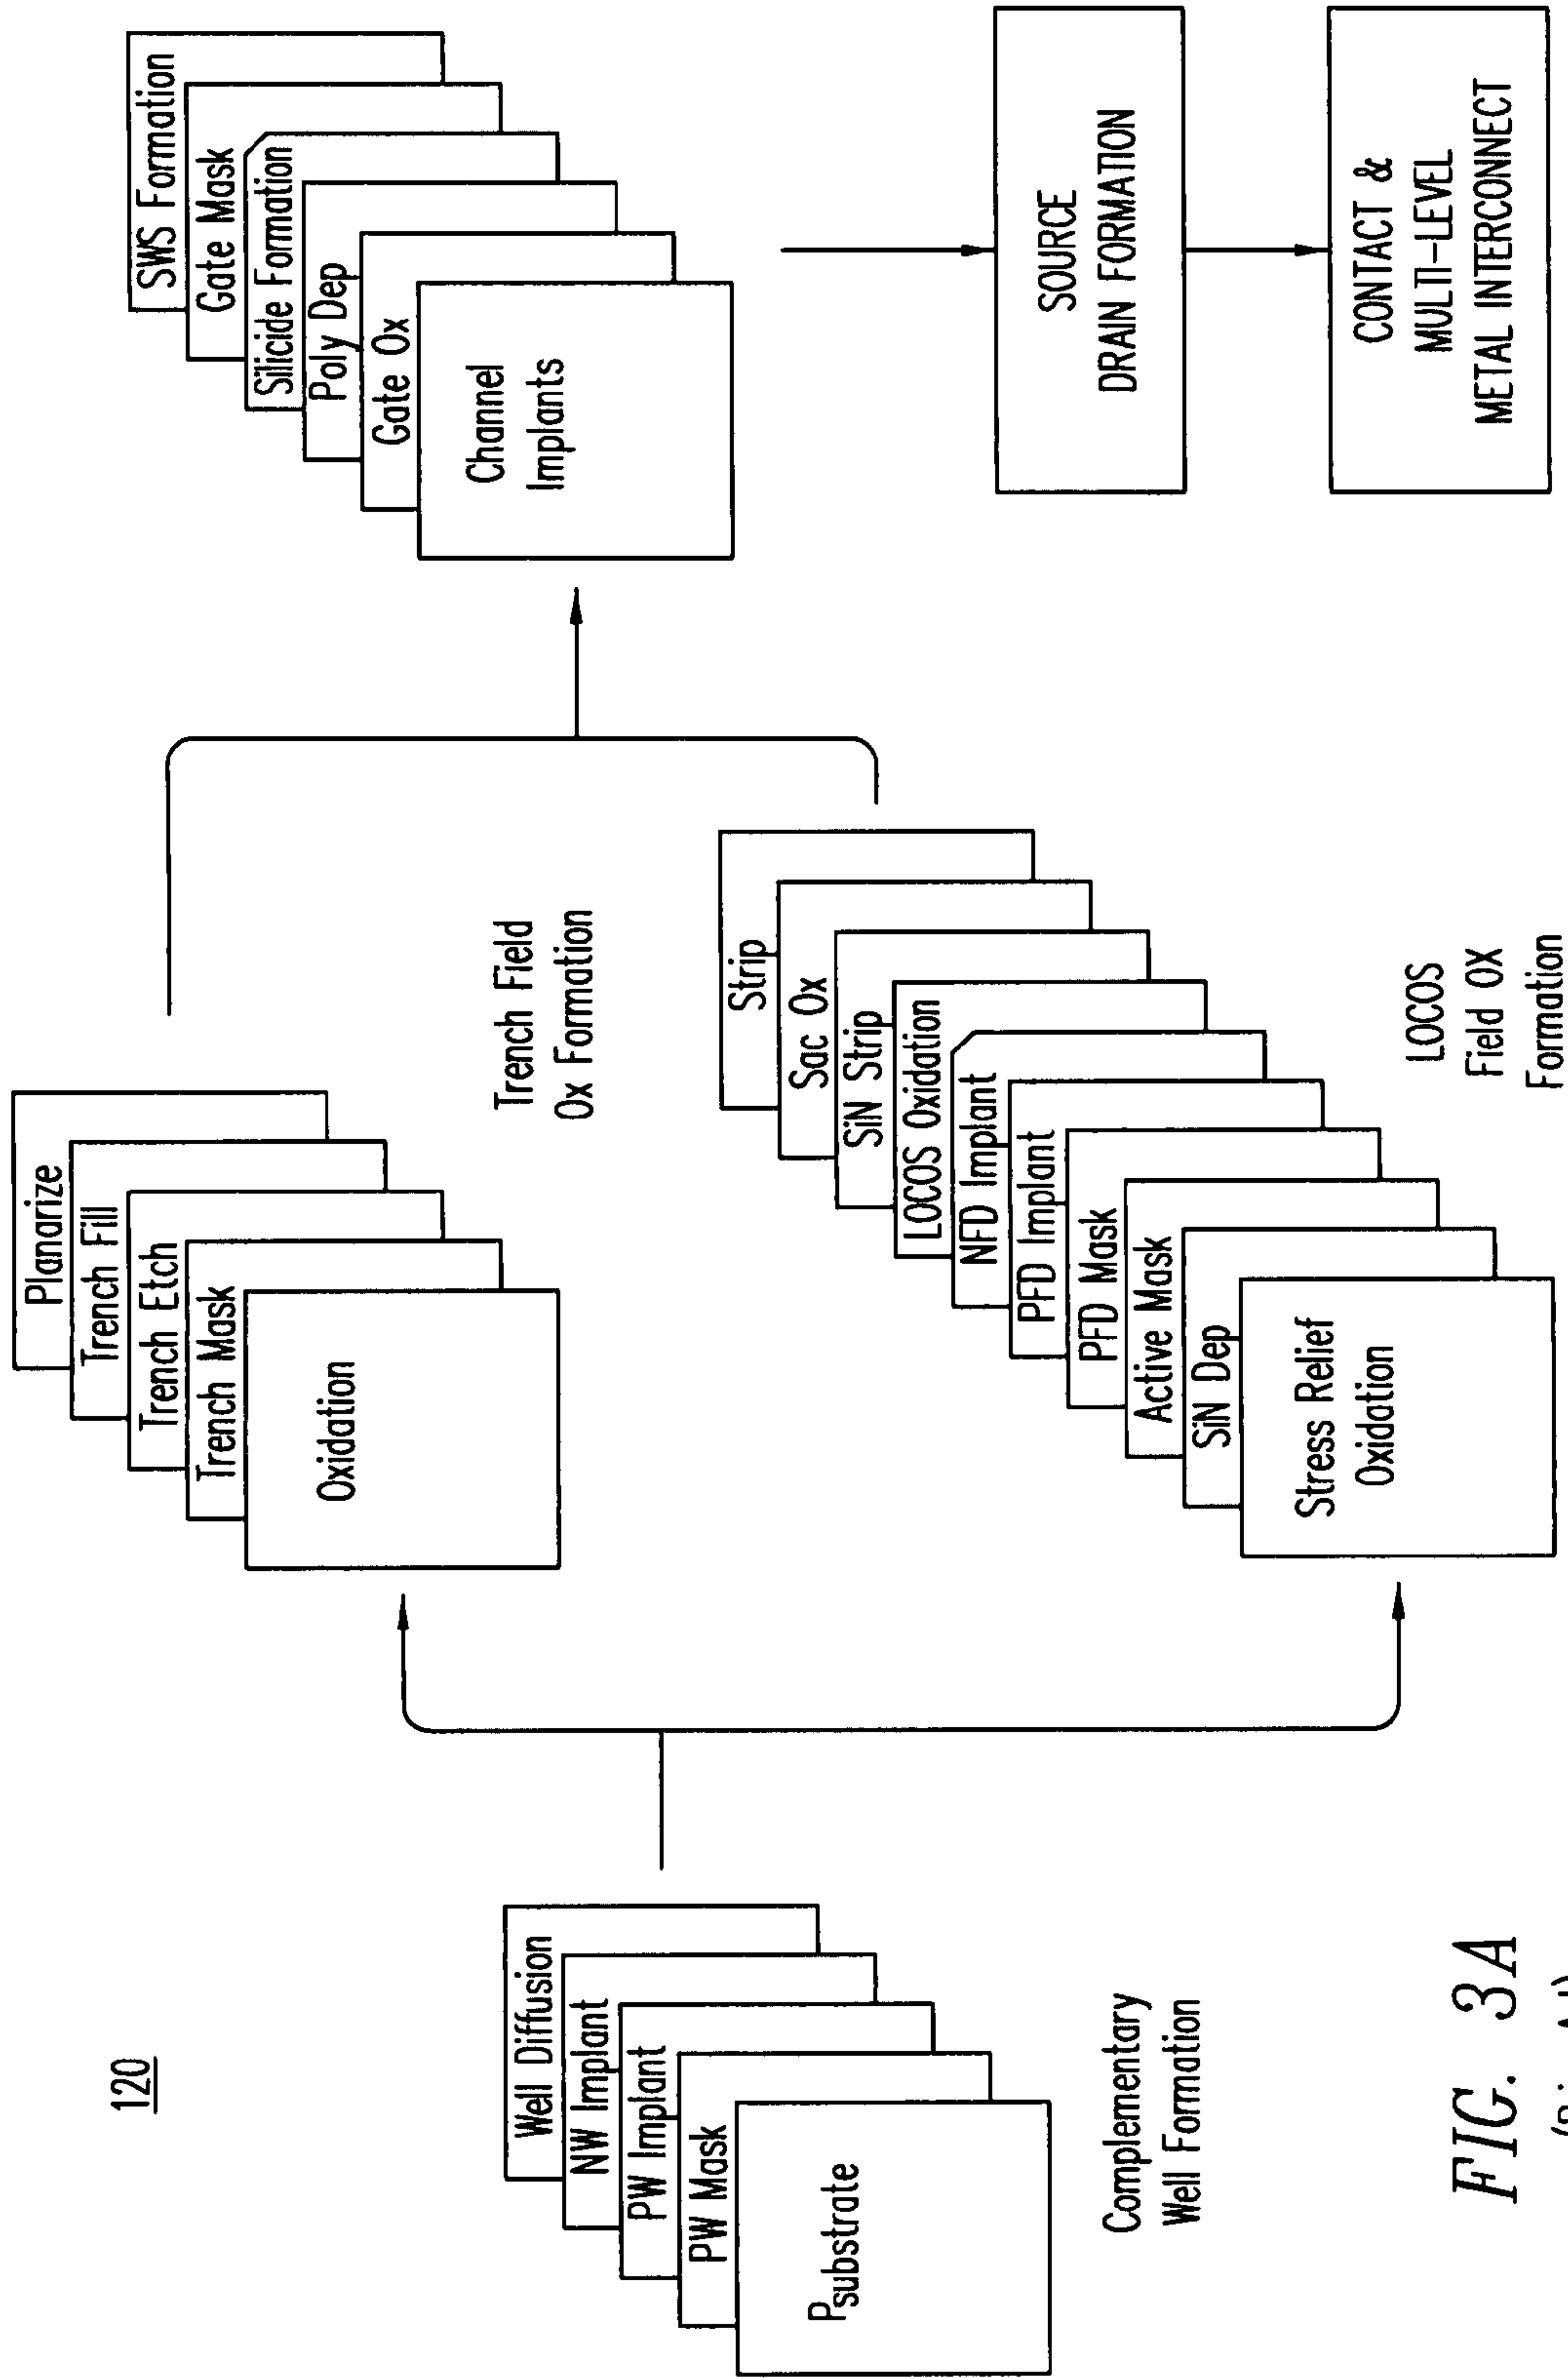 120
Well Diffusion
NW Implant
PW Implant
PW Mask
Psubstrate
Complementary
Well Formation
Planarize
Trench Fill
Trench Etch
Trench Mask
Oxidation
Trench Field
Ox Formation
Strip
Sac Ox
SiN Strip
LOCOS Oxidation
NFD Implant
PFD Implant
PFD Mask
Active Mask
SiN Dep
Stress Relief
Oxidation
LOCOS
Field OX
Formation
SWS Formation
Gate Mask
Silicide Formation
Poly Dep
Gate Ox
Channel
Implants
SOURCE
DRAIN FORMATION
CONTACT &
MULTI-LEVEL
METAL INTERCONNECT
FIG. 3A
(Prior Art)